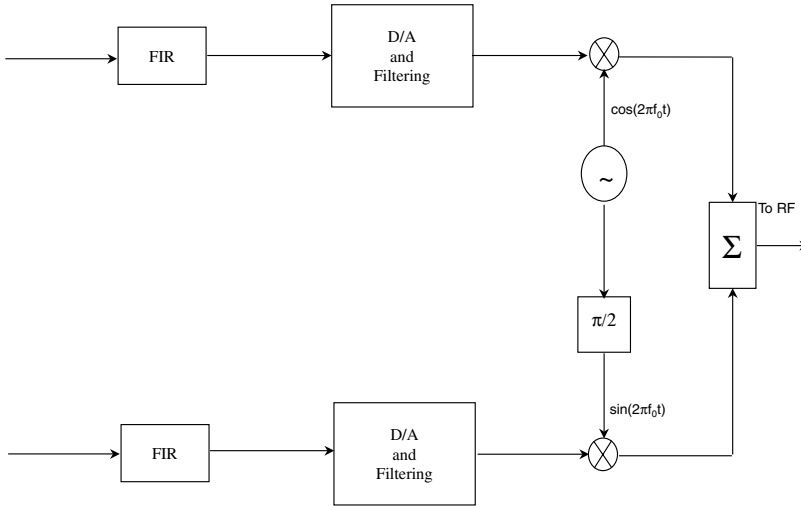 FIR
D/A
and
Filtering
cos(2πf₀t)
~
To RF
Σ
π/2
sin(2πf₀t)
FIR
D/A
and
Filtering